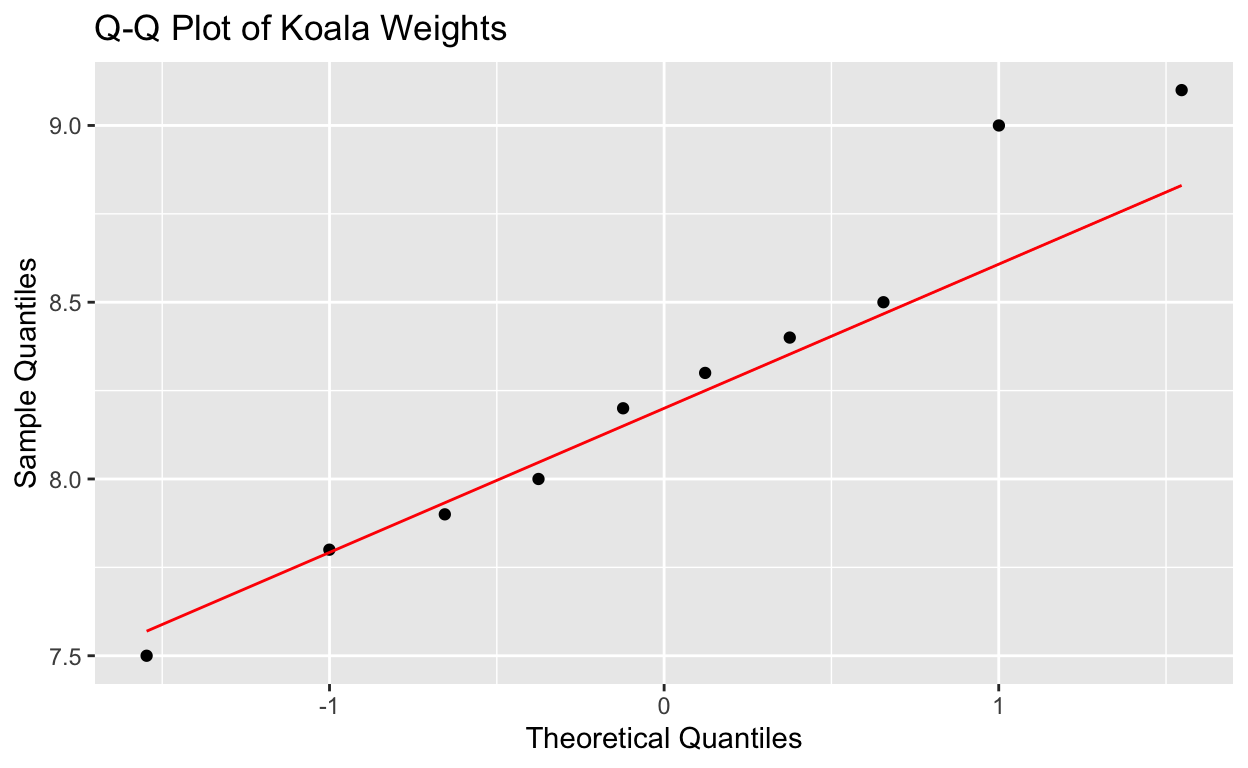 Q-Q Plot of Koala Weights
Sample Quantiles
9.0
8.5
8.0
7.5
-1
0
1
Theoretical Quantiles